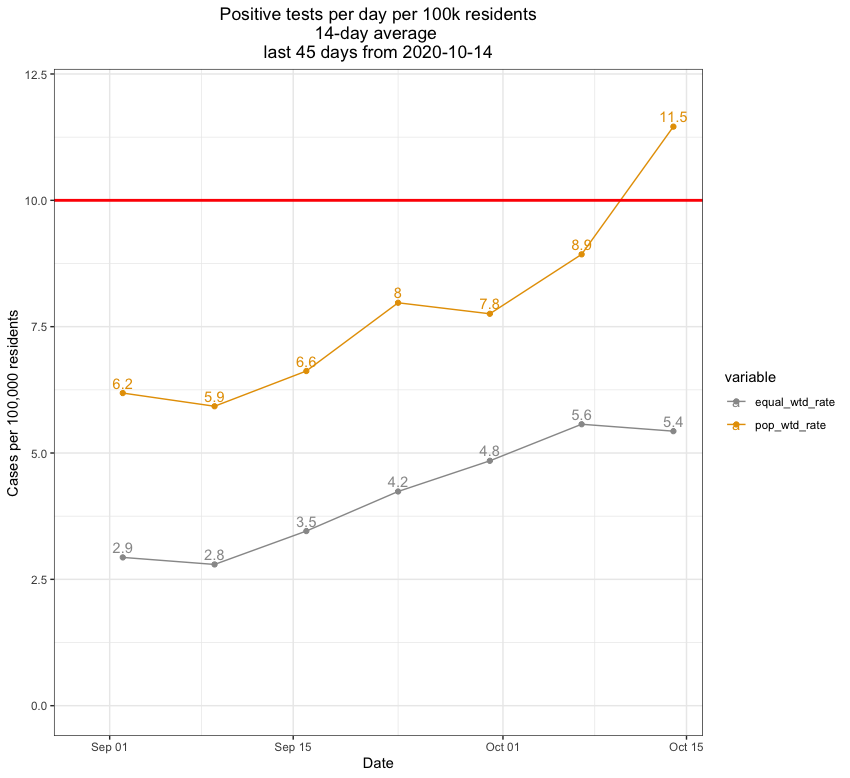 Positive tests per day per 100k residents
14-day average
last 45 days from 2020-10-14
12.5
10.0
7.5
5.0
2.5
0.0
Cases per 100,000 residents
6.2
5.9
6.6
8
7.8
8.9
11.5
2.9
2.8
3.5
4.2
4.8
5.6
5.4
Sep 01
Sep 15
Oct 01
Oct 15
Date
variable
a equal_wtd_rate
a pop_wtd_rate